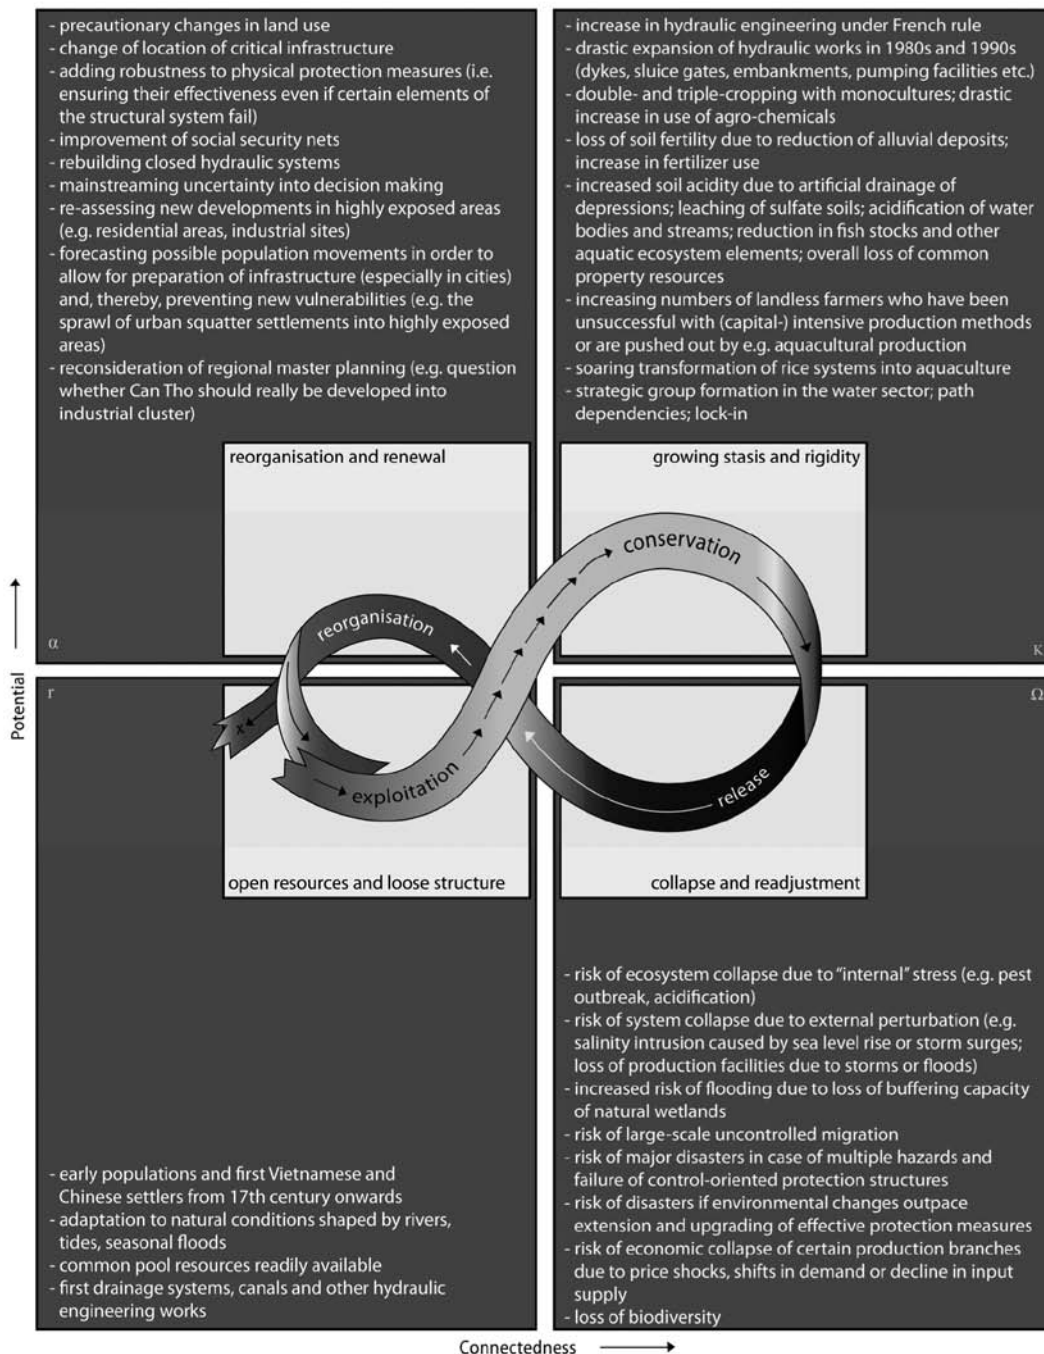 - precautionary changes in land use
- change of location of critical infrastructure
- adding robustness to physical protection measures (i.e.
ensuring their effectiveness even if certain elements of
the structural system fail)
- improvement of social security nets
- rebuilding closed hydraulic systems
- mainstreaming uncertainty into decision making
- re-assessing new developments in highly exposed areas
(e.g. residential areas, industrial sites)
- forecasting possible population movements in order to
allow for preparation of infrastructure (especially in cities)
and, thereby, preventing new vulnerabilities (e.g. the
sprawl of urban squatter settlements into highly exposed
areas)
- reconsideration of regional master planning (e.g. question
whether Can Tho should really be developed into
industrial cluster)
- increase in hydraulic engineering under French rule
- drastic expansion of hydraulic works in 1980s and 1990s
(dykes, sluice gates, embankments, pumping facilities etc.)
- double- and triple-cropping with monocultures; drastic
increase in use of agro-chemicals
- loss of soil fertility due to reduction of alluvial deposits;
increase in fertilizer use
- increased soil acidity due to artificial drainage of
depressions; leaching of sulfate soils; acidification of water
bodies and streams; reduction in fish stocks and other
aquatic ecosystem elements; overall loss of common
property resources
- increasing numbers of landless farmers who have been
unsuccessful with (capital-) intensive production methods
or are pushed out by e.g. aquacultural production
- soaring transformation of rice systems into aquaculture
- strategic group formation in the water sector; path
dependencies; lock-in
reorganisation and renewal
growing stasis and rigidity
conservation
reorganisation
α
K
Potential
r
Ω
x
exploitation
release
open resources and loose structure
collapse and readjustment
- early populations and first Vietnamese and
Chinese settlers from 17th century onwards
- adaptation to natural conditions shaped by rivers,
tides, seasonal floods
- common pool resources readily available
- first drainage systems, canals and other hydraulic
engineering works
- risk of ecosystem collapse due to “internal” stress (e.g. pest
outbreak, acidification)
- risk of system collapse due to external perturbation (e.g.
salinity intrusion caused by sea level rise or storm surges;
loss of production facilities due to storms or floods)
- increased risk of flooding due to loss of buffering capacity
of natural wetlands
- risk of large-scale uncontrolled migration
- risk of major disasters in case of multiple hazards and
failure of control-oriented protection structures
- risk of disasters if environmental changes outpace
extension and upgrading of effective protection measures
- risk of economic collapse of certain production branches
due to price shocks, shifts in demand or decline in input
supply
- loss of biodiversity
Connectedness